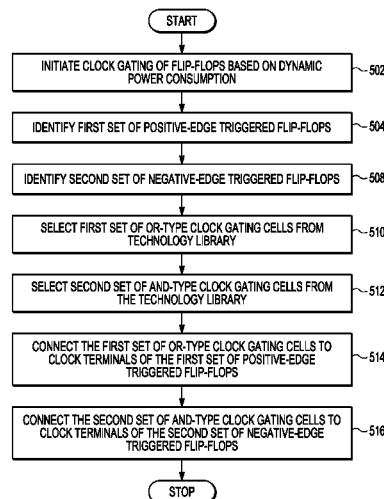 START
INITIATE CLOCK GATING OF FLIP-FLOPS BASED ON DYNAMIC
POWER CONSUMPTION
502
IDENTIFY FIRST SET OF POSITIVE-EDGE TRIGGERED FLIP-FLOPS
504
IDENTIFY SECOND SET OF NEGATIVE-EDGE TRIGGERED FLIP-FLOPS
508
SELECT FIRST SET OF OR-TYPE CLOCK GATING CELLS FROM
TECHNOLOGY LIBRARY
510
SELECT SECOND SET OF AND-TYPE CLOCK GATING CELLS FROM
THE TECHNOLOGY LIBRARY
512
CONNECT THE FIRST SET OF OR-TYPE CLOCK GATING CELLS TO
CLOCK TERMINALS OF THE FIRST SET OF POSITIVE-EDGE
TRIGGERED FLIP-FLOPS
514
CONNECT THE SECOND SET OF AND-TYPE CLOCK GATING CELLS TO
CLOCK TERMINALS OF THE SECOND SET OF NEGATIVE-EDGE
TRIGGERED FLIP-FLOPS
516
STOP